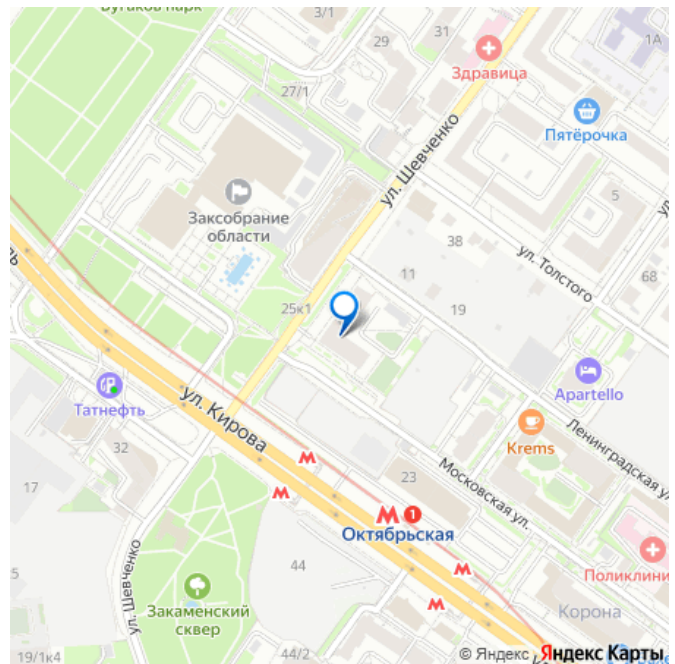 Бугаков парк
3/1
29
31
1А
Здравица
27/1
Пятёрочка
ул. Шевченко
Заксобрание
области
5
38
ул. Толстого
11
68
19
25к1
Татнефть
Apartello
ул. Кирова
Krems
Ленинградская ул.
32
М
23
Московская ул.
17
М
М
1
Октябрьская
ул. Шевченко
44
М
Поликлини
5
Закаменский
сквер
М
Корона
19/1к4
44/2
© Яндекс
Яндекс Карты